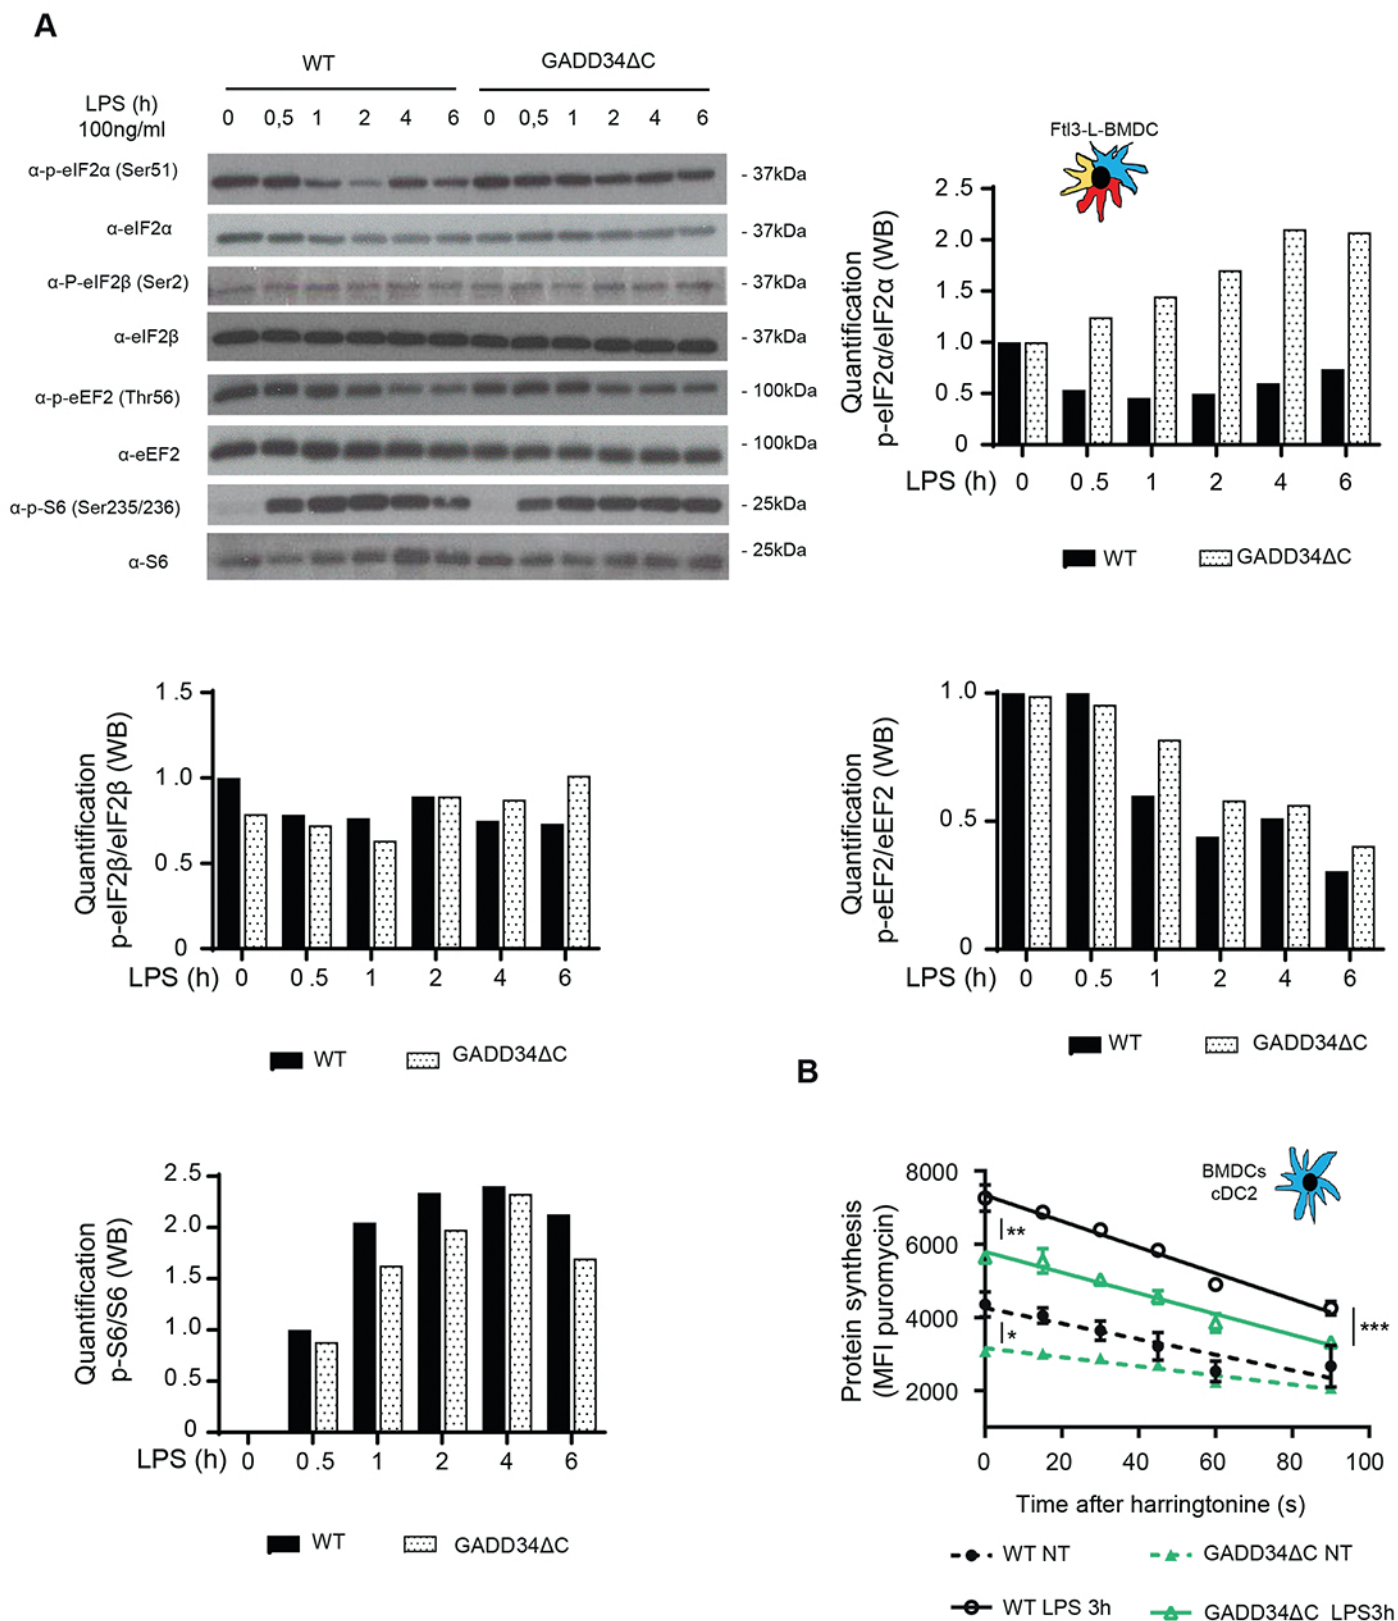 A
WT
GADD34ΔC
LPS (h)
100ng/ml
0 0,5 1 2 4 6 0 0,5 1 2 4 6
α-p-eIF2α (Ser51)
- 37kDa
α-eIF2α
- 37kDa
α-P-eIF2β (Ser2)
- 37kDa
α-eIF2β
- 37kDa
α-p-eEF2 (Thr56)
- 100kDa
α-eEF2
- 100kDa
α-p-S6 (Ser235/236)
- 25kDa
α-S6
- 25kDa
Ftl3-L-BMDC
Quantification
p-eIF2α/eIF2α (WB)
2.5
2.0
1.5
1.0
0.5
0
LPS (h) 0 0.5 1 2 4 6
WT GADD34ΔC
Quantification
p-eIF2β/eIF2β (WB)
1.5
1.0
0.5
0
LPS (h) 0 0.5 1 2 4 6
WT GADD34ΔC
Quantification
p-eEF2/eEF2 (WB)
1.0
0.5
0
LPS (h) 0 0.5 1 2 4 6
WT GADD34ΔC
Quantification
p-S6/S6 (WB)
2.5
2.0
1.5
1.0
0.5
0
LPS (h) 0 0.5 1 2 4 6
WT GADD34ΔC
B
BMDCs
cDC2
Protein synthesis
(MFI puromycin)
8000
6000
4000
2000
**
*
***
0 20 40 60 80 100
Time after harringtonine (s)
WT NT GADD34ΔC NT
WT LPS 3h GADD34ΔC LPS3h